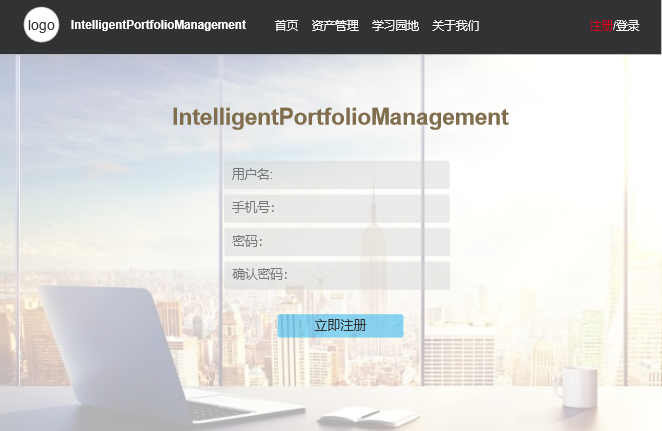 logo IntelligentPortfolioManagement 首页 资产管理 学习园地 关于我们 注册/登录
IntelligentPortfolioManagement
用户名:
手机号:
密码:
确认密码:
立即注册